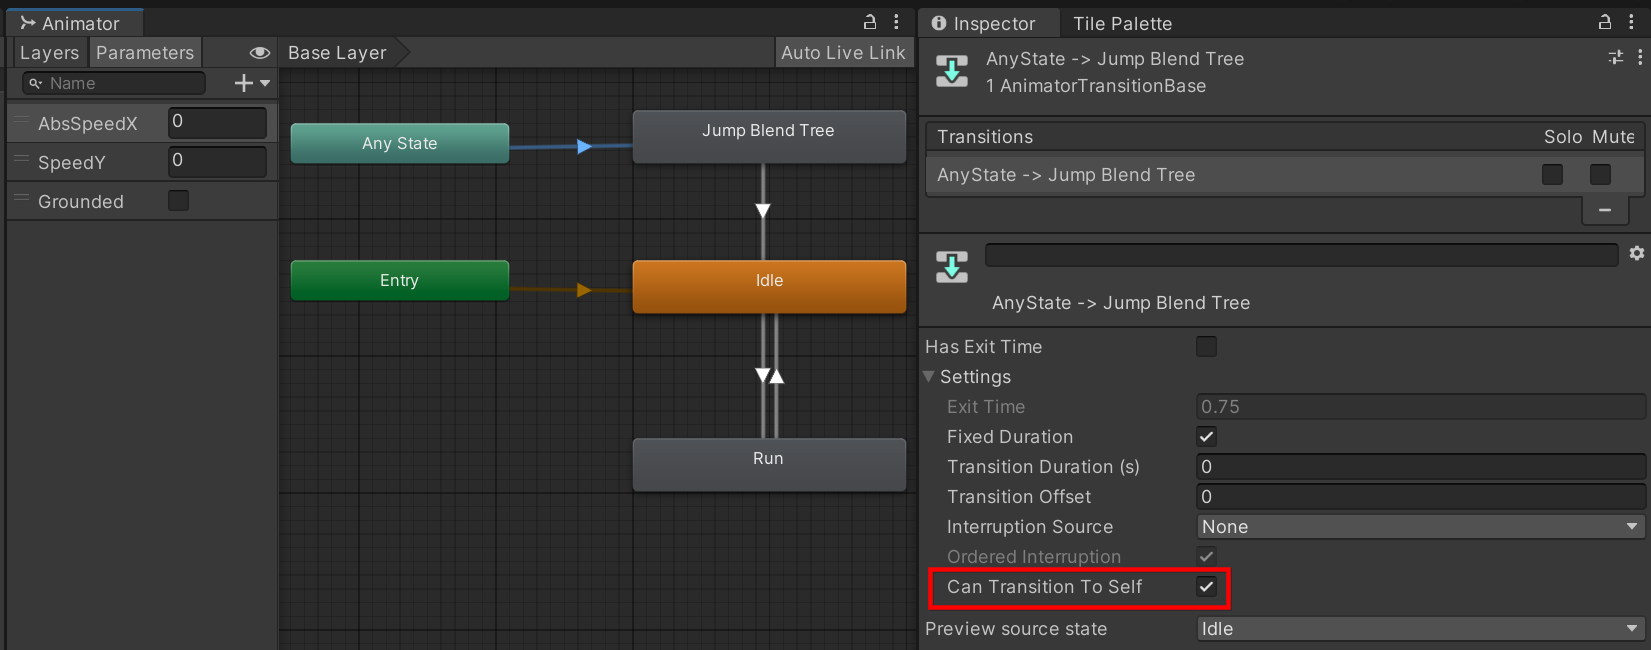 Animator
Layers Parameters
Name
AbsSpeedX 0
SpeedY 0
Grounded
Base Layer
Auto Live Link
Any State
Jump Blend Tree
Entry
Idle
Run
Inspector Tile Palette
AnyState -> Jump Blend Tree
1 AnimatorTransitionBase
Transitions Solo Mute
AnyState -> Jump Blend Tree
AnyState -> Jump Blend Tree
Has Exit Time
Settings
Exit Time 0.75
Fixed Duration
Transition Duration (s) 0
Transition Offset 0
Interruption Source None
Ordered Interruption
Can Transition To Self
Preview source state Idle